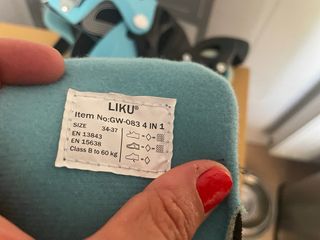 LIKU®
Item No:GW-083 4 IN 1
SIZE 34-37
EN 13843
EN 15638
Class B to 60 kg